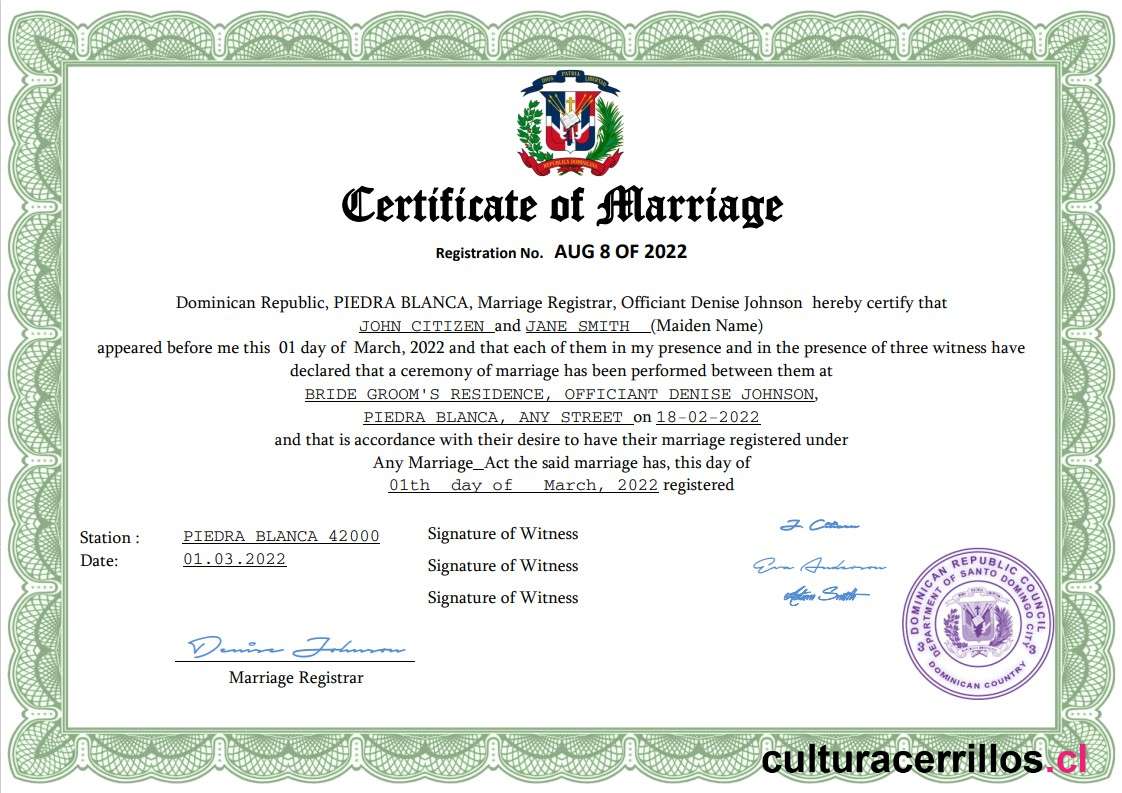 DIOS PATRIA LIBERTAD
REPUBLICA DOMINICANA
Certificate of Marriage
Registration No. AUG 8 OF 2022
Dominican Republic, PIEDRA BLANCA, Marriage Registrar, Officiant Denise Johnson hereby certify that
JOHN CITIZEN and JANE SMITH (Maiden Name)
appeared before me this 01 day of March, 2022 and that each of them in my presence and in the presence of three witness have
declared that a ceremony of marriage has been performed between them at
BRIDE GROOM'S RESIDENCE, OFFICIANT DENISE JOHNSON,
PIEDRA BLANCA, ANY STREET on 18-02-2022
and that is accordance with their desire to have their marriage registered under
Any Marriage_Act the said marriage has, this day of
01th day of March, 2022 registered
Station : PIEDRA BLANCA 42000
Date: 01.03.2022
Signature of Witness J Citizen
Signature of Witness Eva Anderson
Signature of Witness Smith
Denise Johnson
Marriage Registrar
DOMINICAN REPUBLIC COUNCIL
DEPARTMENT OF SANTO DOMINGO CITY
3 3
DOMINICAN COUNTRY
culturacerrillos.cl